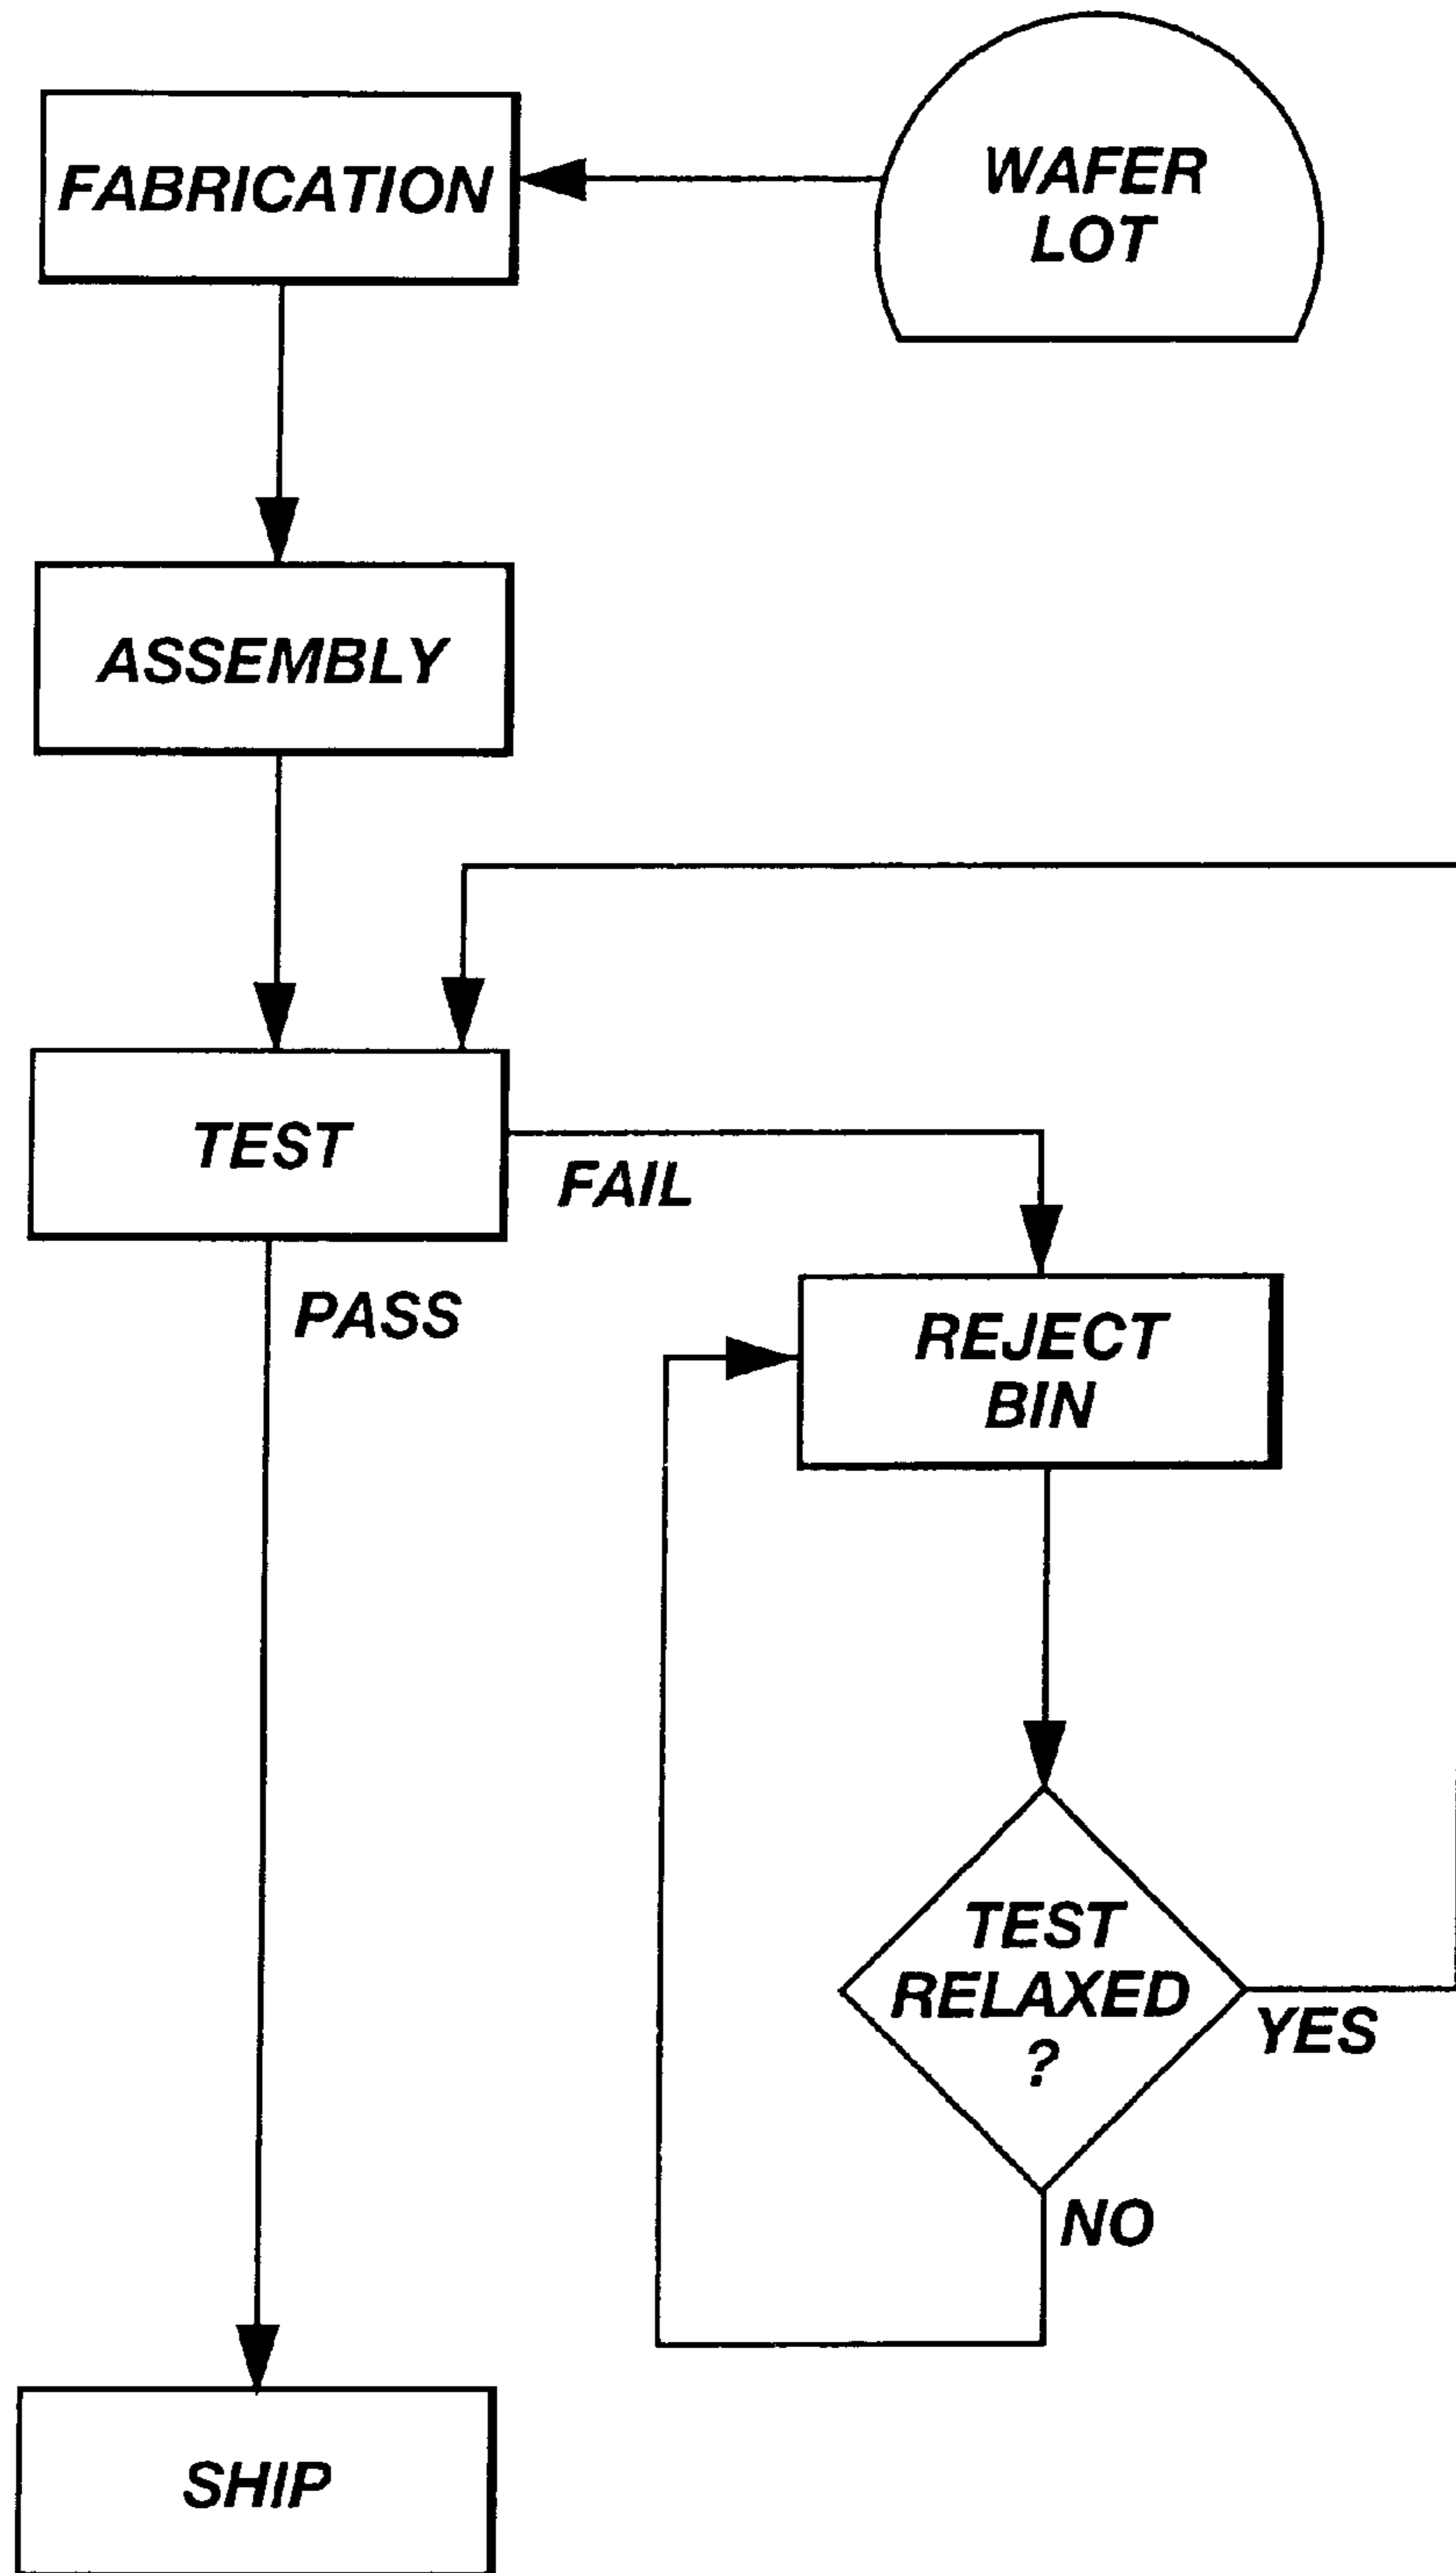 WAFER
LOT
FABRICATION
ASSEMBLY
TEST
FAIL
PASS
REJECT
BIN
TEST
RELAXED
?
YES
NO
SHIP